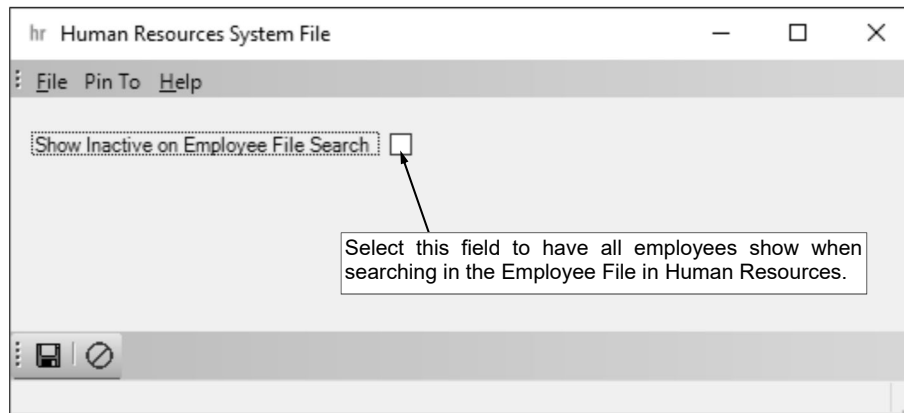 hr Human Resources System File
File Pin To Help
Show Inactive on Employee File Search
Select this field to have all employees show when
searching in the Employee File in Human Resources.